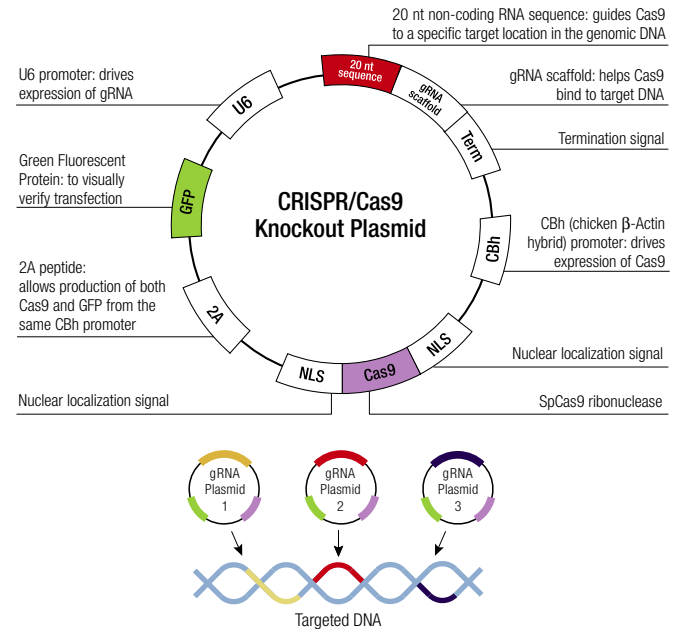 20 nt non-coding RNA sequence: guides Cas9
to a specific target location in the genomic DNA
U6 promoter: drives
expression of gRNA
gRNA scaffold: helps Cas9
bind to target DNA
Termination signal
Green Fluorescent
Protein: to visually
verify transfection
CBh (chicken β-Actin
hybrid) promoter: drives
expression of Cas9
2A peptide:
allows production of both
Cas9 and GFP from the
same CBh promoter
Nuclear localization signal
Nuclear localization signal
SpCas9 ribonuclease
20 nt
sequence
gRNA
scaffold
Term
CBh
NLS
Cas9
NLS
2A
GFP
U6
CRISPR/Cas9
Knockout Plasmid
gRNA
Plasmid
1
gRNA
Plasmid
2
gRNA
Plasmid
3
Targeted DNA